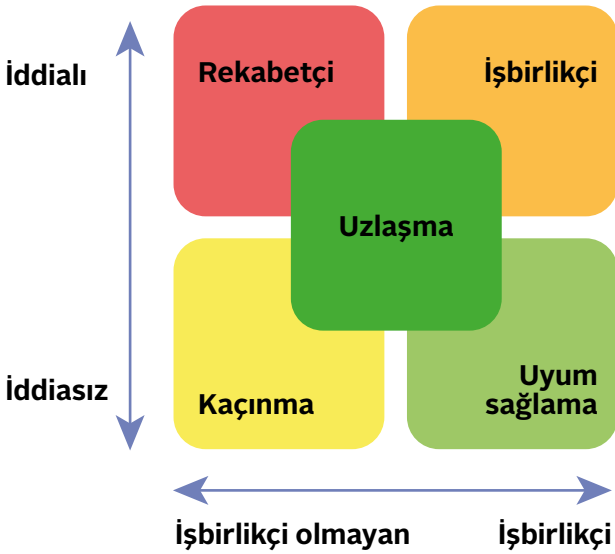 İddialı
Rekabetçi
İşbirlikçi
Uzlaşma
İddiasız
Kaçınma
Uyum
sağlama
İşbirlikçi olmayan
İşbirlikçi